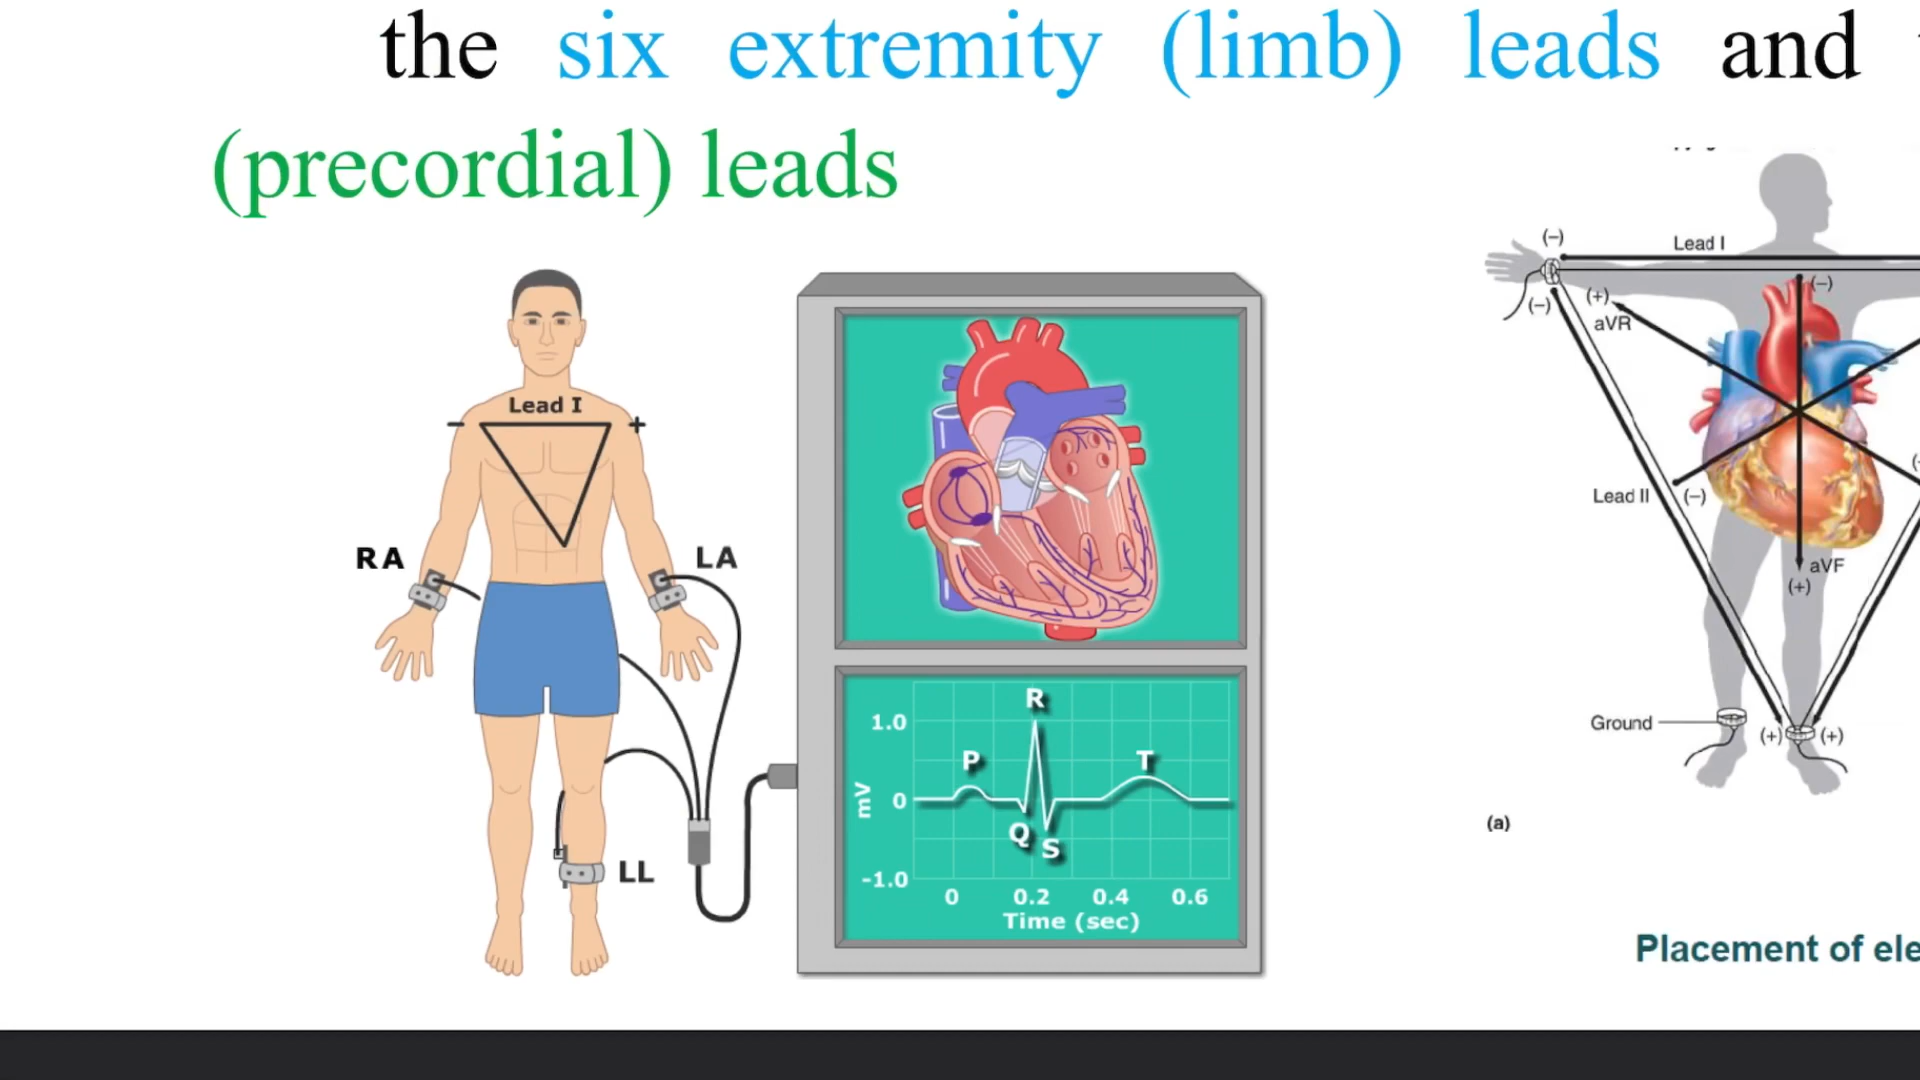 the six extremity (limb) leads and
(precordial) leads
Lead I
- +
RA
LA
LL
R
1.0
P
T
mV
0
Q
S
-1.0
0 0.2 0.4 0.6
Time (sec)
(–)
Lead I
(–)
(–)
(+)
aVR
Lead II
(–)
aVF
(+)
Ground
(+)
(+)
(a)
Placement of ele